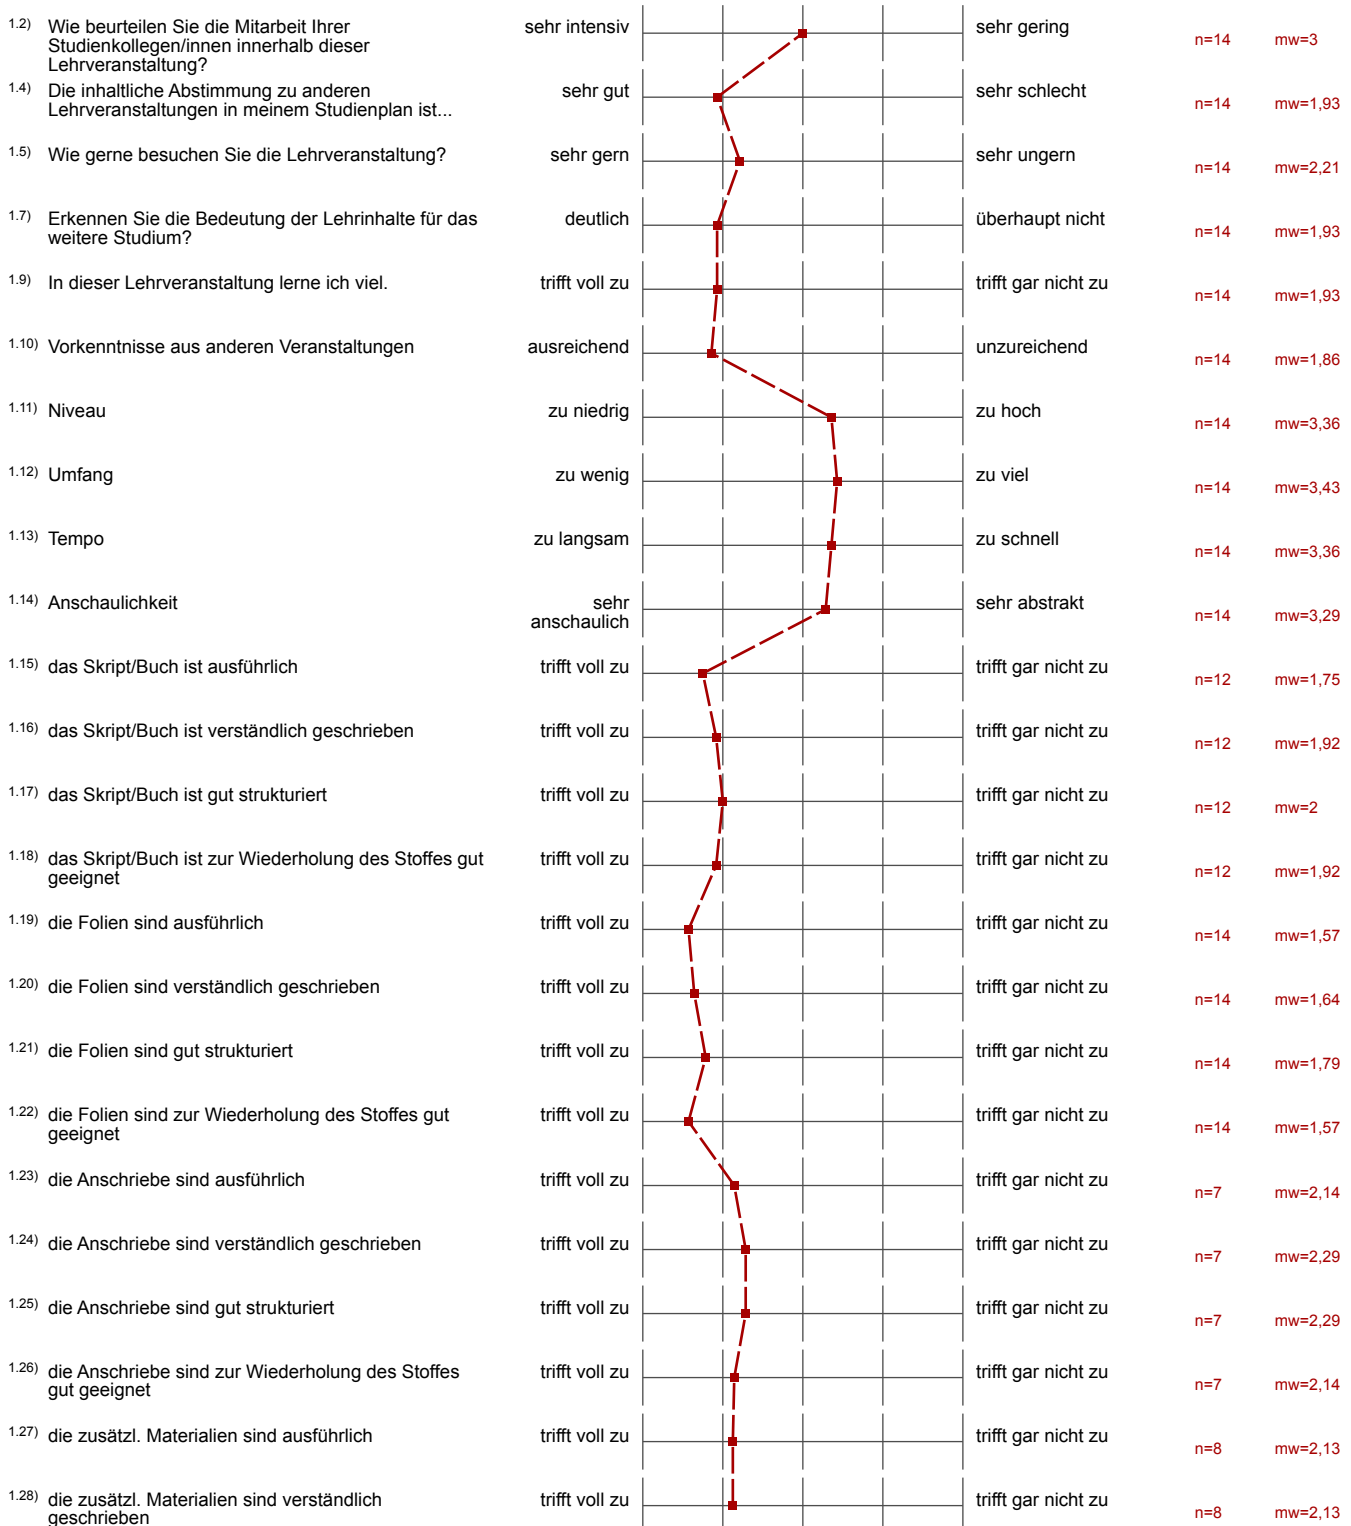 1.2) Wie beurteilen Sie die Mitarbeit Ihrer
Studienkollegen/innen innerhalb dieser
Lehrveranstaltung?
sehr intensiv
sehr gering
n=14
mw=3
1.4) Die inhaltliche Abstimmung zu anderen
Lehrveranstaltungen in meinem Studienplan ist...
sehr gut
sehr schlecht
n=14
mw=1,93
1.5) Wie gerne besuchen Sie die Lehrveranstaltung?
sehr gern
sehr ungern
n=14
mw=2,21
1.7) Erkennen Sie die Bedeutung der Lehrinhalte für das
weitere Studium?
deutlich
überhaupt nicht
n=14
mw=1,93
1.9) In dieser Lehrveranstaltung lerne ich viel.
trifft voll zu
trifft gar nicht zu
n=14
mw=1,93
1.10) Vorkenntnisse aus anderen Veranstaltungen
ausreichend
unzureichend
n=14
mw=1,86
1.11) Niveau
zu niedrig
zu hoch
n=14
mw=3,36
1.12) Umfang
zu wenig
zu viel
n=14
mw=3,43
1.13) Tempo
zu langsam
zu schnell
n=14
mw=3,36
1.14) Anschaulichkeit
sehr
anschaulich
sehr abstrakt
n=14
mw=3,29
1.15) das Skript/Buch ist ausführlich
trifft voll zu
trifft gar nicht zu
n=12
mw=1,75
1.16) das Skript/Buch ist verständlich geschrieben
trifft voll zu
trifft gar nicht zu
n=12
mw=1,92
1.17) das Skript/Buch ist gut strukturiert
trifft voll zu
trifft gar nicht zu
n=12
mw=2
1.18) das Skript/Buch ist zur Wiederholung des Stoffes gut
geeignet
trifft voll zu
trifft gar nicht zu
n=12
mw=1,92
1.19) die Folien sind ausführlich
trifft voll zu
trifft gar nicht zu
n=14
mw=1,57
1.20) die Folien sind verständlich geschrieben
trifft voll zu
trifft gar nicht zu
n=14
mw=1,64
1.21) die Folien sind gut strukturiert
trifft voll zu
trifft gar nicht zu
n=14
mw=1,79
1.22) die Folien sind zur Wiederholung des Stoffes gut
geeignet
trifft voll zu
trifft gar nicht zu
n=14
mw=1,57
1.23) die Anschriebe sind ausführlich
trifft voll zu
trifft gar nicht zu
n=7
mw=2,14
1.24) die Anschriebe sind verständlich geschrieben
trifft voll zu
trifft gar nicht zu
n=7
mw=2,29
1.25) die Anschriebe sind gut strukturiert
trifft voll zu
trifft gar nicht zu
n=7
mw=2,29
1.26) die Anschriebe sind zur Wiederholung des Stoffes
gut geeignet
trifft voll zu
trifft gar nicht zu
n=7
mw=2,14
1.27) die zusätzl. Materialien sind ausführlich
trifft voll zu
trifft gar nicht zu
n=8
mw=2,13
1.28) die zusätzl. Materialien sind verständlich
geschrieben
trifft voll zu
trifft gar nicht zu
n=8
mw=2,13